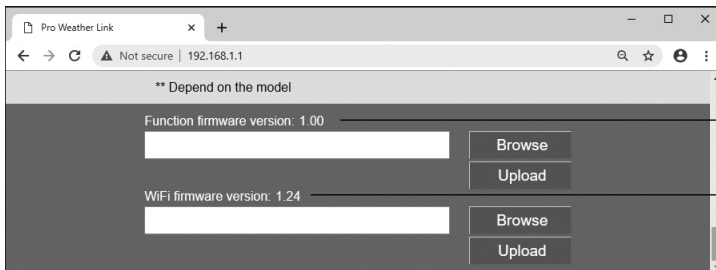 Pro Weather Link
Not secure | 192.168.1.1
** Depend on the model
Function firmware version: 1.00
Browse
Upload
WiFi firmware version: 1.24
Browse
Upload